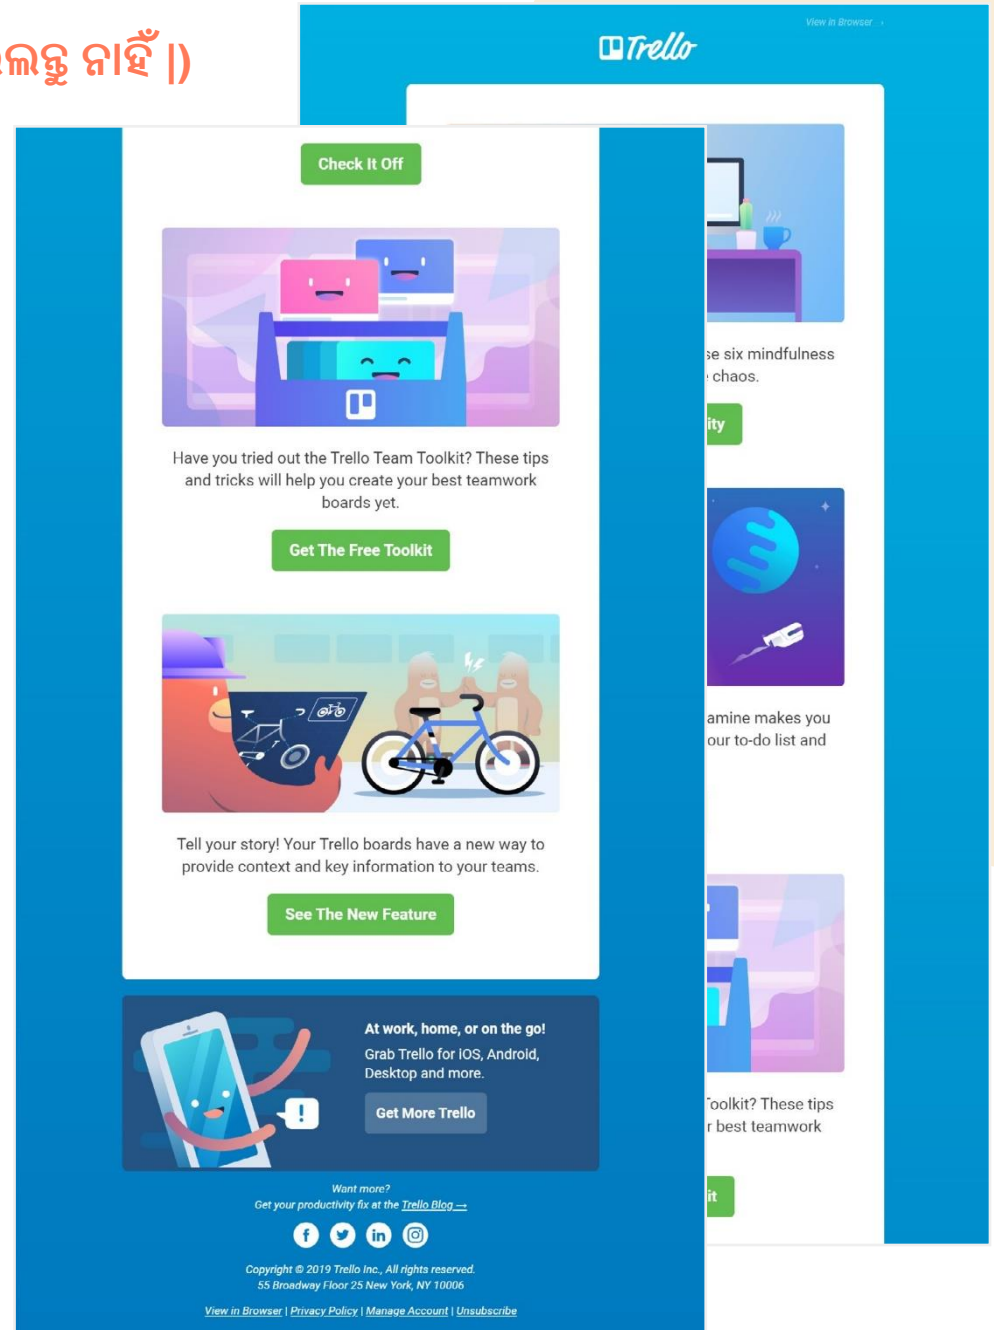 ନ୍ତୁ ନାହିଁ |)
View in Browser →
Trello
Check It Off
Have you tried out the Trello Team Toolkit? These tips
and tricks will help you create your best teamwork
boards yet.
Get The Free Toolkit
Tell your story! Your Trello boards have a new way to
provide context and key information to your teams.
See The New Feature
At work, home, or on the go!
Grab Trello for iOS, Android,
Desktop and more.
!
Get More Trello
Want more?
Get your productivity fix at the Trello Blog →
Copyright © 2019 Trello Inc., All rights reserved.
55 Broadway Floor 25 New York, NY 10006
View in Browser | Privacy Policy | Manage Account | Unsubscribe
six mindfulness
chaos.
makes you
our to-do list and
Toolkit? These tips
best teamwork